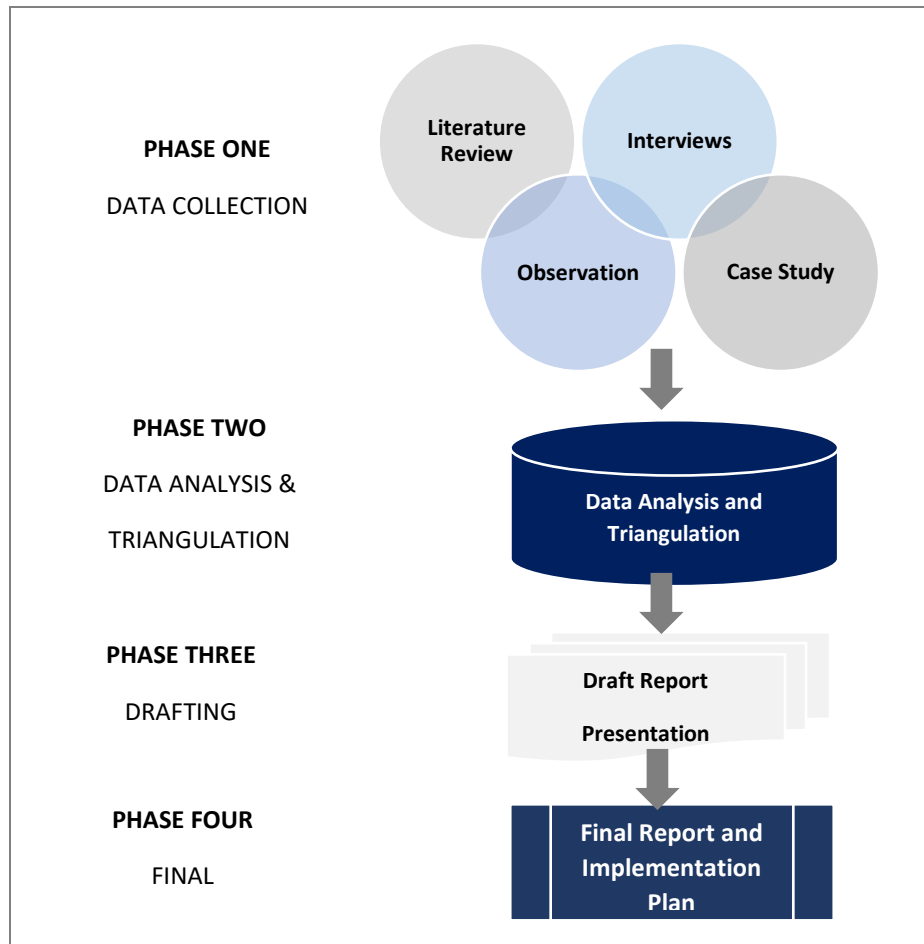 PHASE ONE
DATA COLLECTION
Literature
Review
Interviews
Observation
Case Study
PHASE TWO
DATA ANALYSIS &
TRIANGULATION
Data Analysis and
Triangulation
PHASE THREE
DRAFTING
Draft Report
Presentation
PHASE FOUR
FINAL
Final Report and
Implementation
Plan